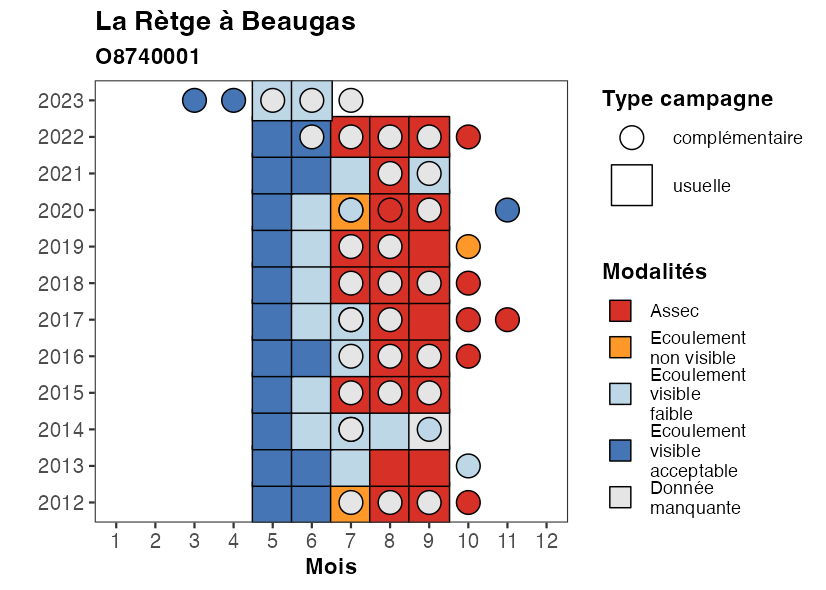 La Rètge à Beaugas
O8740001
2023
2022
2021
2020
2019
2018
2017
2016
2015
2014
2013
2012
1 2 3 4 5 6 7 8 9 10 11 12
Mois
Type campagne
complémentaire
usuelle
Modalités
Assec
Ecoulement
non visible
Ecoulement
visible
faible
Ecoulement
visible
acceptable
Donnée
manquante